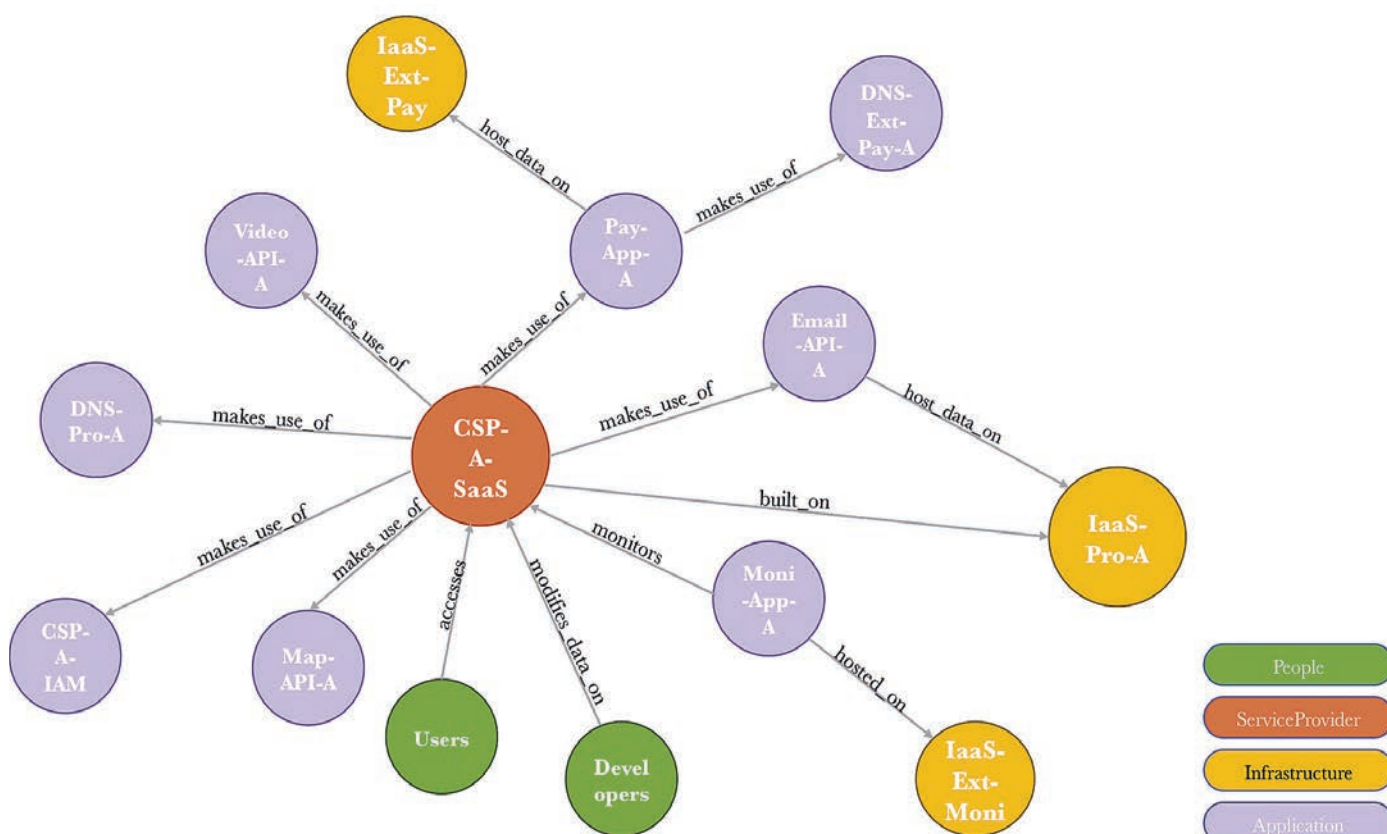 IaaS-
Ext-
Pay
DNS-
Ext-
Pay-A
host_data_on
makes_use_of
Video
-API-
A
Pay-
App-
A
makes_use_of
makes_use_of
Email
-API-
A
DNS-
Pro-A
makes_use_of
makes_use_of
host_data_on
CSP-
A-
SaaS
built_on
IaaS-
Pro-A
makes_use_of
makes_use_of
monitors
accesses
modifies_data_on
Moni
-App-
A
CSP-
A-
IAM
Map-
API-A
hosted_on
Users
Devel
opers
IaaS-
Ext-
Moni
People
ServiceProvider
Infrastructure
Application